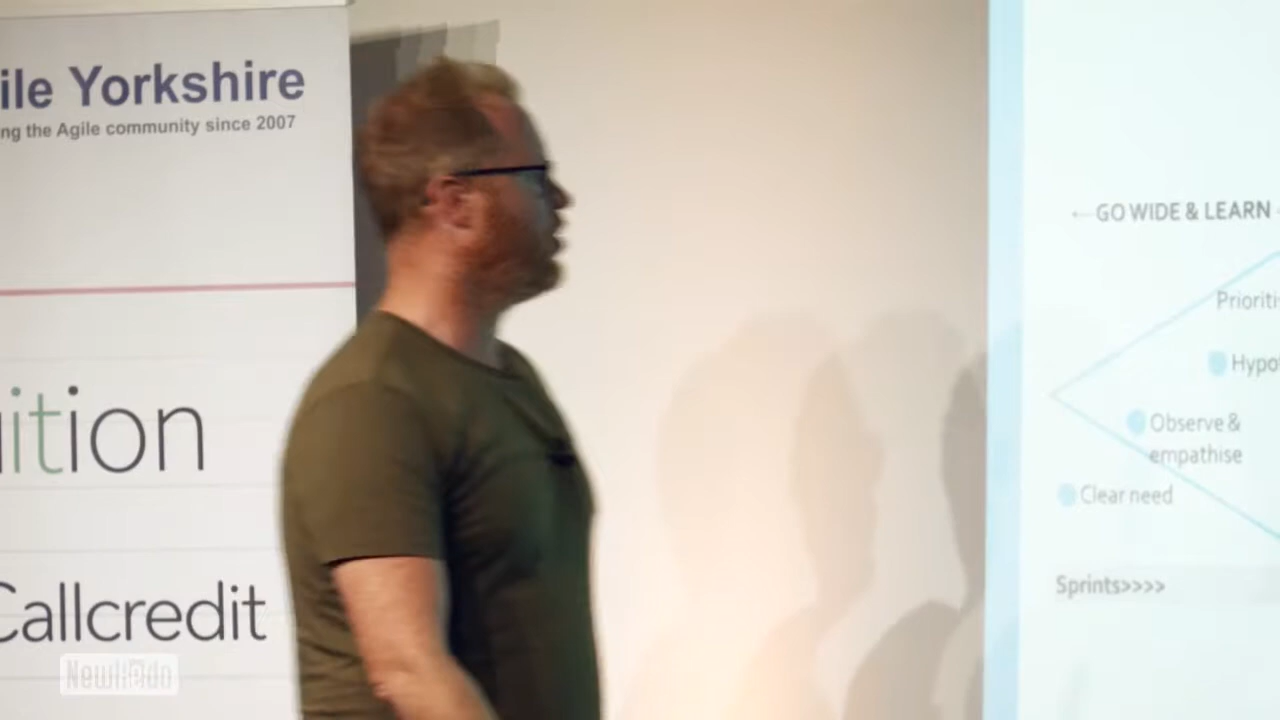 ile Yorkshire
ng the Agile community since 2007
ition
Callcredit
←GO WIDE & LEARN
Prioriti
Hypo
Observe &
empathise
Clear need
Sprints>>>>